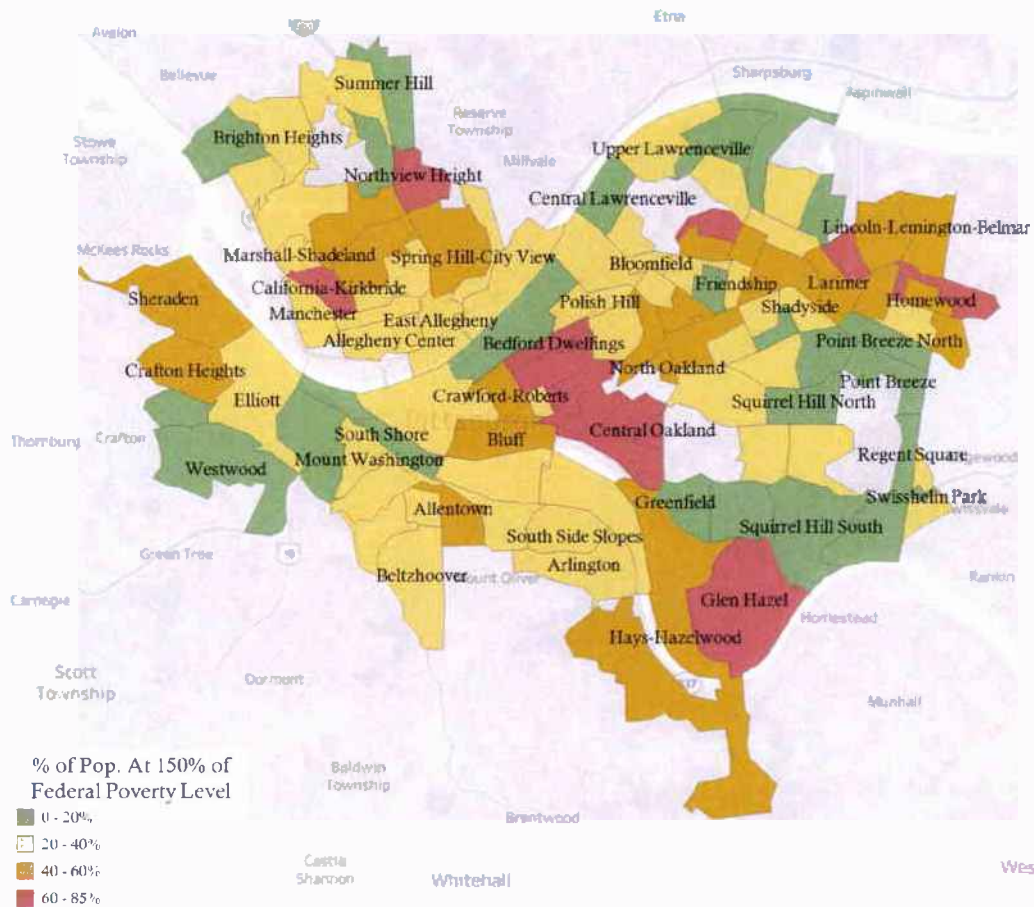 Etna
Avalon
Bellevue
Summer Hill
Sharpsburg
Aspinwall
Reserve
Township
Brighton Heights
Stowe
Township
Upper Lawrenceville
Millvale
Northview Height
Central Lawrenceville
Lincoln-Lemington-Belmar
McKees Rocks
Marshall-Shadeland
Spring Hill-City View
Bloomfield
Friendship
Larimer
California-Kirkbride
Sheraden
Polish Hill
Shadyside
Homewood
Manchester
East Allegheny
Allegheny Center
Bedford Dwellings
Point Breeze North
Crafton Heights
North Oakland
Point Breeze
Elliott
Crawford-Roberts
Squirrel Hill North
Thornburg
Crafton
South Shore
Bluff
Central Oakland
Westwood
Mount Washington
Regent Square
Swisshelm Park
Allentown
Greenfield
Squirrel Hill South
South Side Slopes
Green Tree
Arlington
Beltzhoover
Mount Oliver
Rankin
Carnegie
Glen Hazel
Homestead
Hays-Hazelwood
Scott
Township
Dormont
Munhall
% of Pop. At 150% of
Federal Poverty Level
0 - 20%
20 - 40%
40 - 60%
60 - 85%
Baldwin
Township
Brentwood
Castle
Shannon
Whitehall
Wes